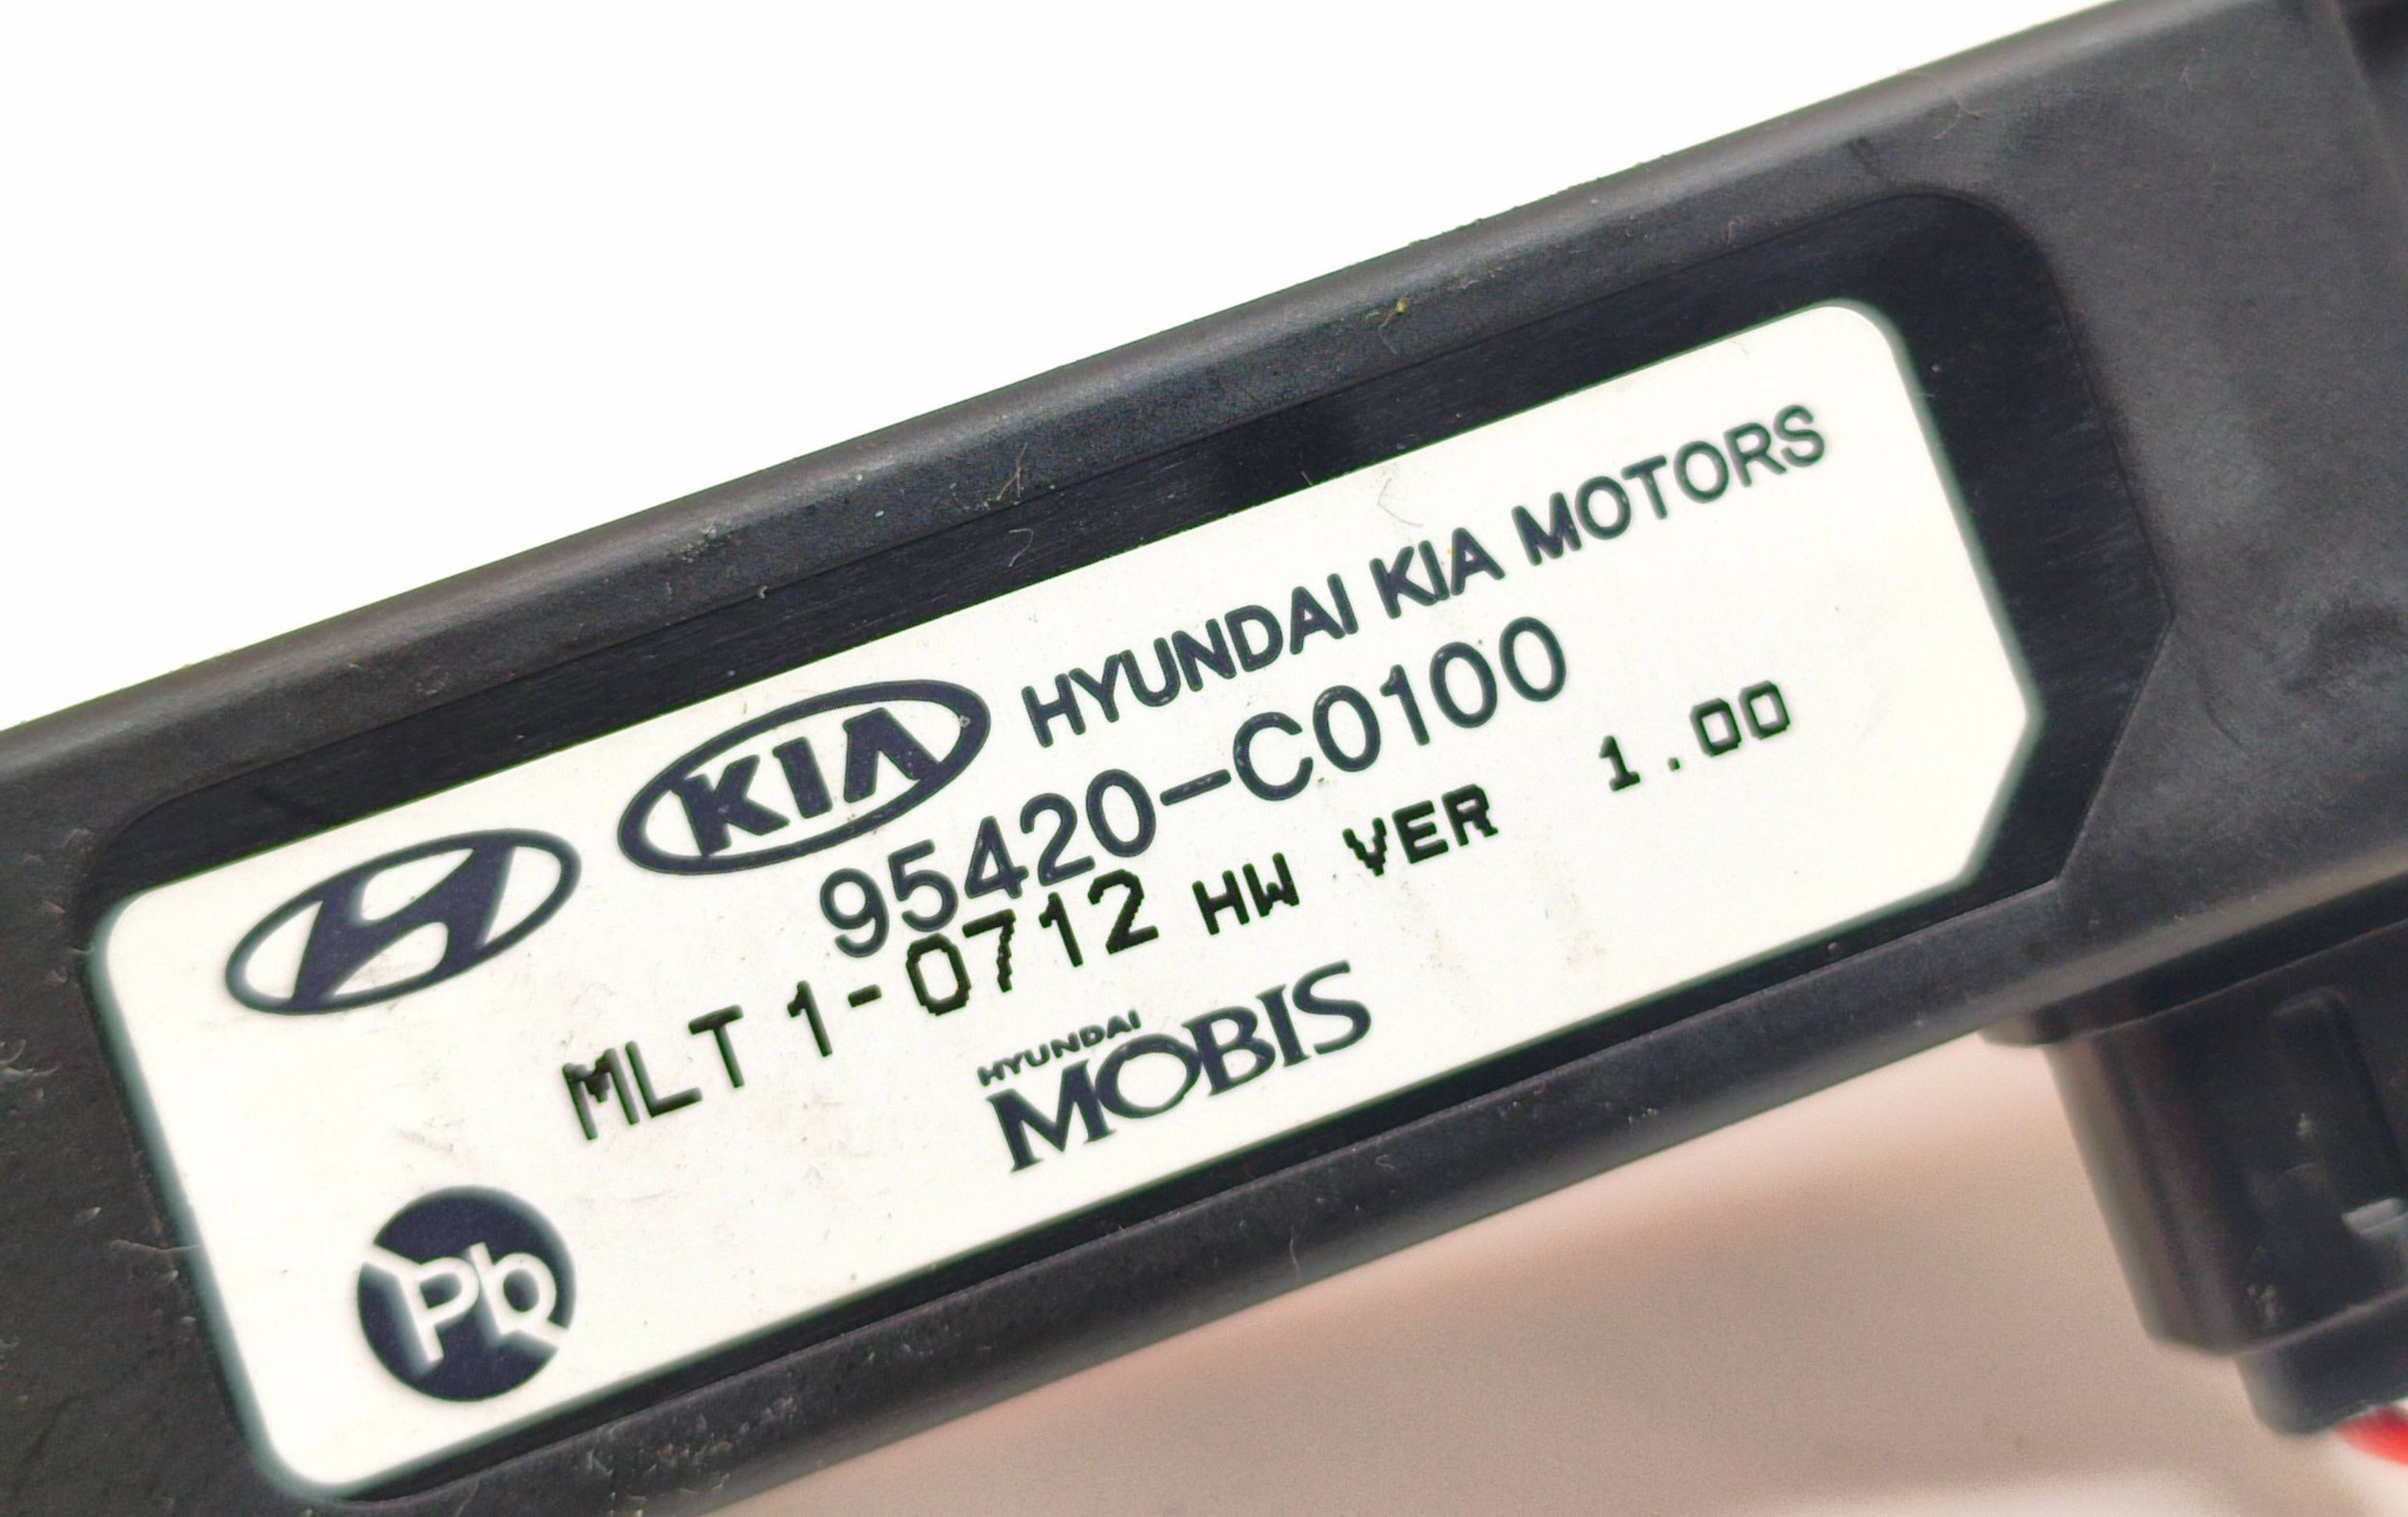 KIA HYUNDAI KIA MOTORS
95420-C0100
MLT1-0712 HW VER 1.00
HYUNDAI
MOBIS
Pb